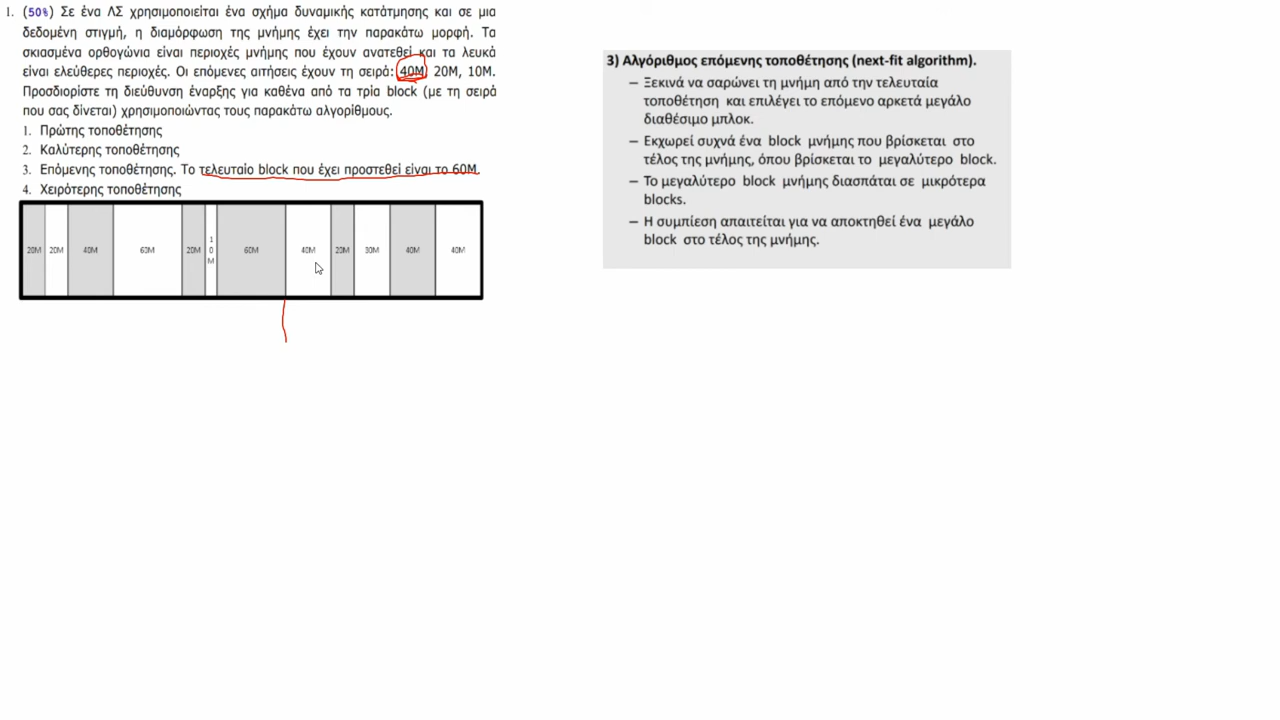 1. (50%) Σε ένα ΛΣ χρησιμοποιείται ένα σχήμα δυναμικής κατάτμησης και σε μια
δεδομένη στιγμή, η διαμόρφωση της μνήμης έχει την παρακάτω μορφή. Τα
σκιασμένα ορθογώνια είναι περιοχές μνήμης που έχουν ανατεθεί και τα λευκά
είναι ελεύθερες περιοχές. Οι επόμενες αιτήσεις έχουν τη σειρά: 40M, 20M, 10M.
Προσδιορίστε τη διεύθυνση έναρξης για καθένα από τα τρία block (με τη σειρά
που σας δίνεται) χρησιμοποιώντας τους παρακάτω αλγορίθμους.
1. Πρώτης τοποθέτησης
2. Καλύτερης τοποθέτησης
3. Επόμενης τοποθέτησης. Το τελευταίο block που έχει προστεθεί είναι το 60M.
4. Χειρότερης τοποθέτησης
20M 20M 40M 60M 20M 10M 60M 40M 20M 30M 40M 40M
3) Αλγόριθμος επόμενης τοποθέτησης (next-fit algorithm).
– Ξεκινά να σαρώνει τη μνήμη από την τελευταία
τοποθέτηση και επιλέγει το επόμενο αρκετά μεγάλο
διαθέσιμο μπλοκ.
– Εκχωρεί συχνά ένα block μνήμης που βρίσκεται στο
τέλος της μνήμης, όπου βρίσκεται το μεγαλύτερο block.
– Το μεγαλύτερο block μνήμης διασπάται σε μικρότερα
blocks.
– Η συμπίεση απαιτείται για να αποκτηθεί ένα μεγάλο
block στο τέλος της μνήμης.